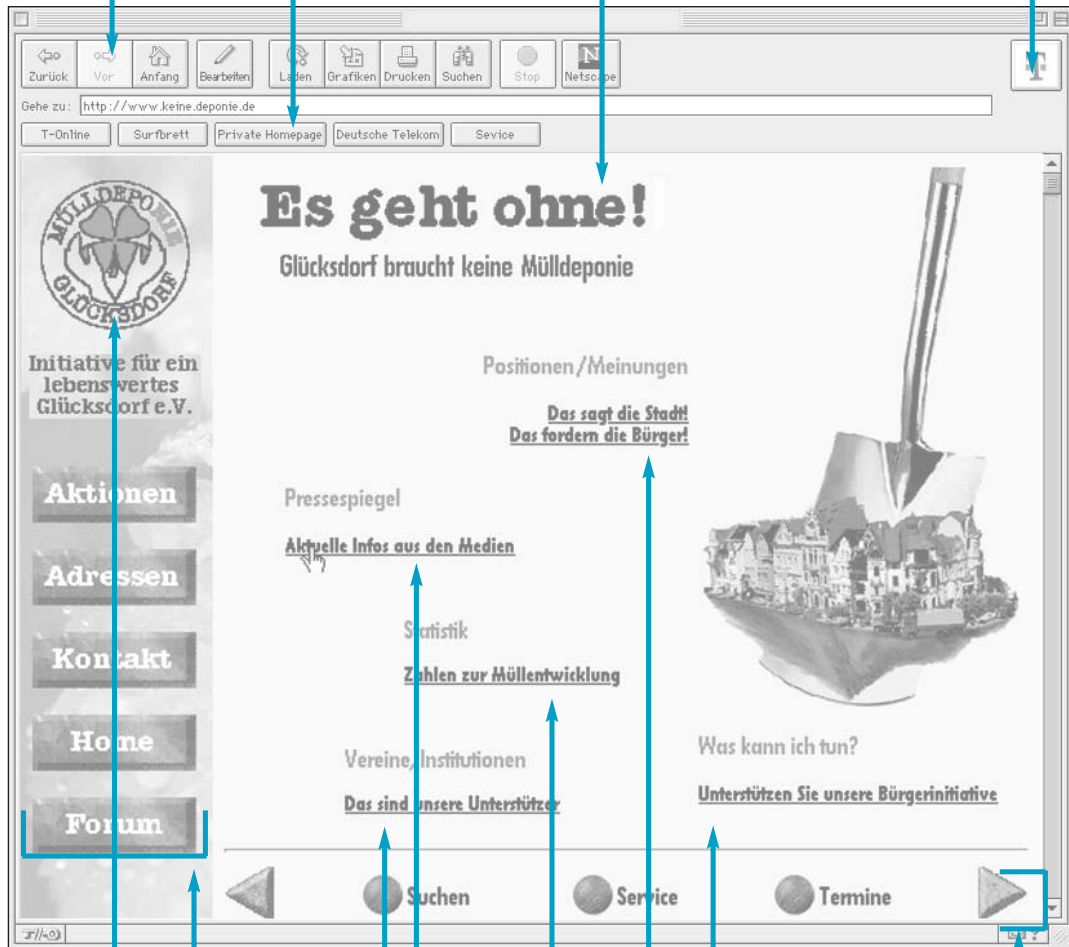 Zurück Vor Anfang Bearbeiten Laden Grafiken Drucken Suchen Stop N Netscape T
Gehe zu: http://www.keine.deponie.de
T-Online Surfbrett Private Homepage Deutsche Telekom Sevice
MÜLLDEPONIE
GLÜCKSDORF
Initiative für ein
lebenswertes
Glücksdorf e.V.
Aktionen
Adressen
Kontakt
Home
Forum
Es geht ohne!
Glücksdorf braucht keine Mülldeponie
Positionen/Meinungen
Das sagt die Stadt!
Das fordern die Bürger!
Pressespiegel
Aktuelle Infos aus den Medien
Statistik
Zahlen zur Müllentwicklung
Vereine, Institutionen
Das sind unsere Unterstützer
Was kann ich tun?
Unterstützen Sie unsere Bürgerinitiative
Suchen Service Termine
?